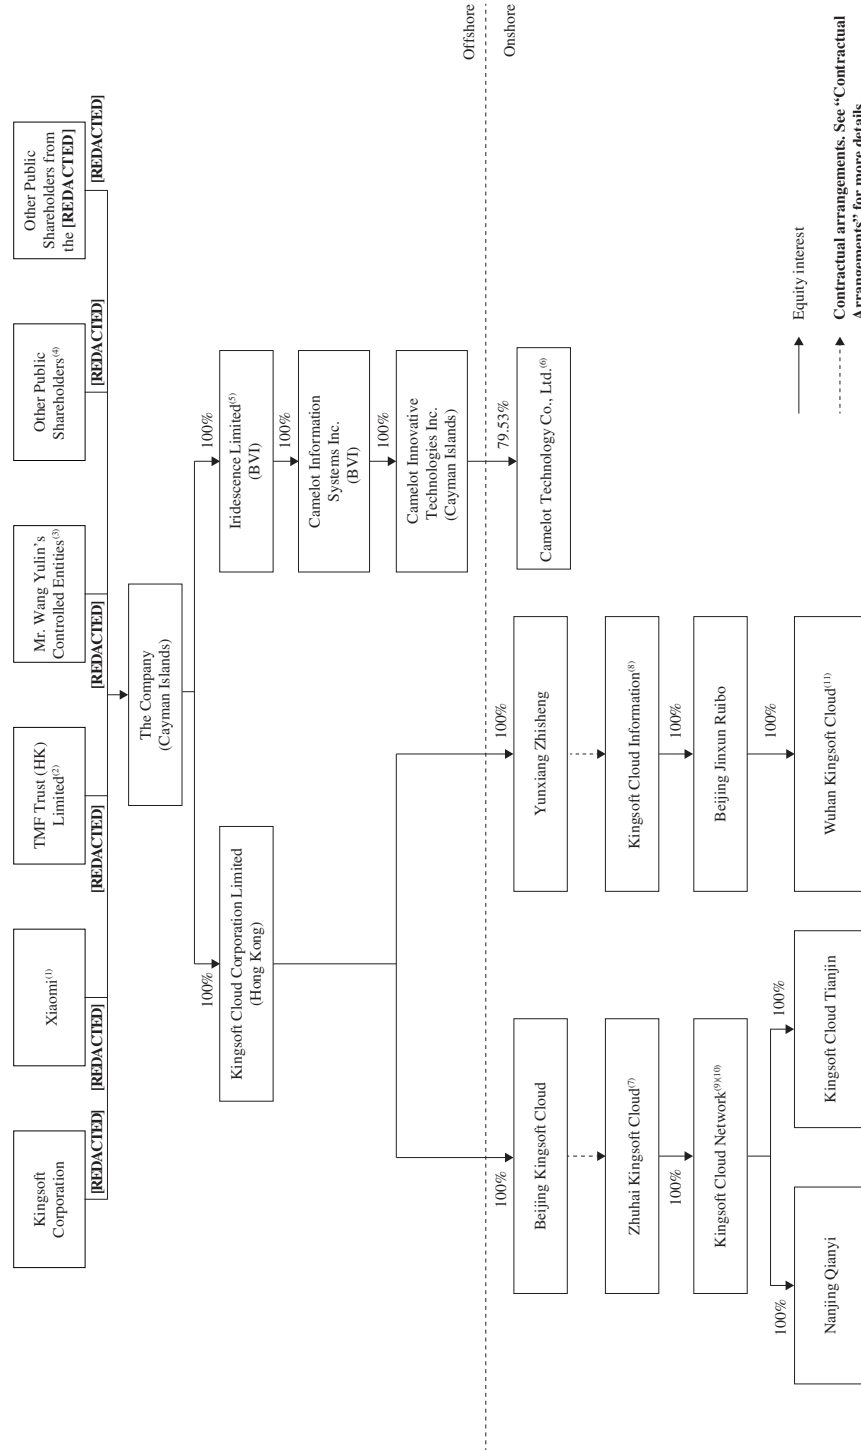 Kingsoft
Corporation
Xiaomi(1)
TMF Trust (HK)
Limited(2)
Mr. Wang Yulin’s
Controlled Entities(3)
Other Public
Shareholders(4)
Other Public
Shareholders from
the [REDACTED]
[REDACTED]
[REDACTED]
[REDACTED]
[REDACTED]
[REDACTED]
[REDACTED]
The Company
(Cayman Islands)
100%
100%
Kingsoft Cloud Corporation Limited
(Hong Kong)
Iridescence Limited(5)
(BVI)
100%
Camelot Information
Systems Inc.
(BVI)
100%
Camelot Innovative
Technologies Inc.
(Cayman Islands)
Offshore
Onshore
100%
100%
79.53%
Beijing Kingsoft Cloud
Yunxiang Zhisheng
Camelot Technology Co., Ltd.(6)
Zhuhai Kingsoft Cloud(7)
Kingsoft Cloud Information(8)
100%
100%
Kingsoft Cloud Network(9)(10)
Beijing Jinxun Ruibo
100%
100%
100%
Nanjing Qianyi
Kingsoft Cloud Tianjin
Wuhan Kingsoft Cloud(11)
Equity interest
Contractual arrangements. See “Contractual
Arrangements” for more details